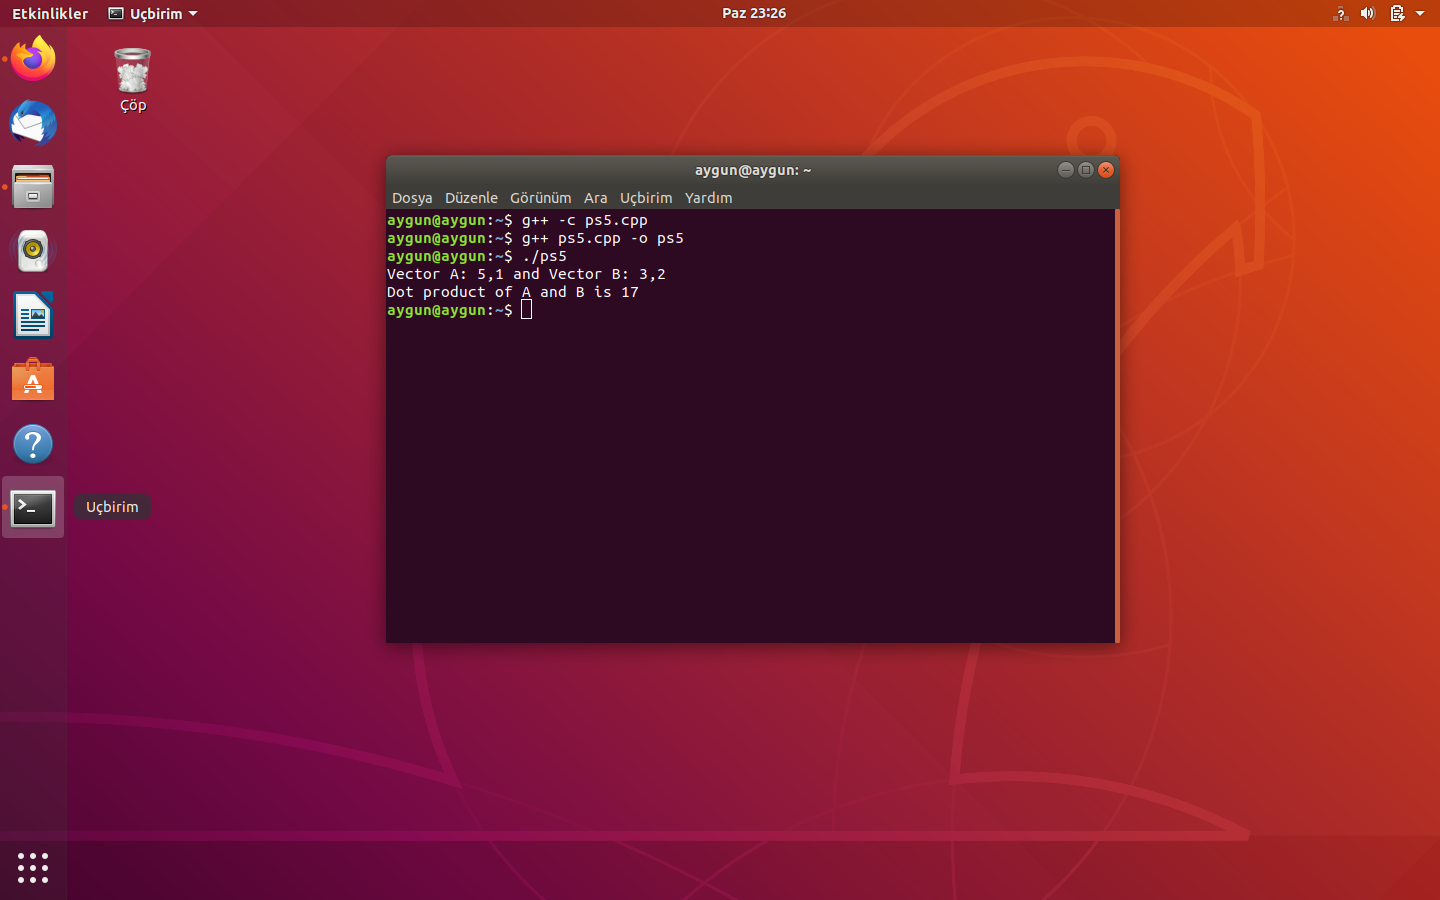 Etkinlikler Uçbirim Paz 23:26
Çöp
aygun@aygun: ~
Dosya Düzenle Görünüm Ara Uçbirim Yardım
aygun@aygun:~$ g++ -c ps5.cpp
aygun@aygun:~$ g++ ps5.cpp -o ps5
aygun@aygun:~$ ./ps5
Vector A: 5,1 and Vector B: 3,2
Dot product of A and B is 17
aygun@aygun:~$
Uçbirim